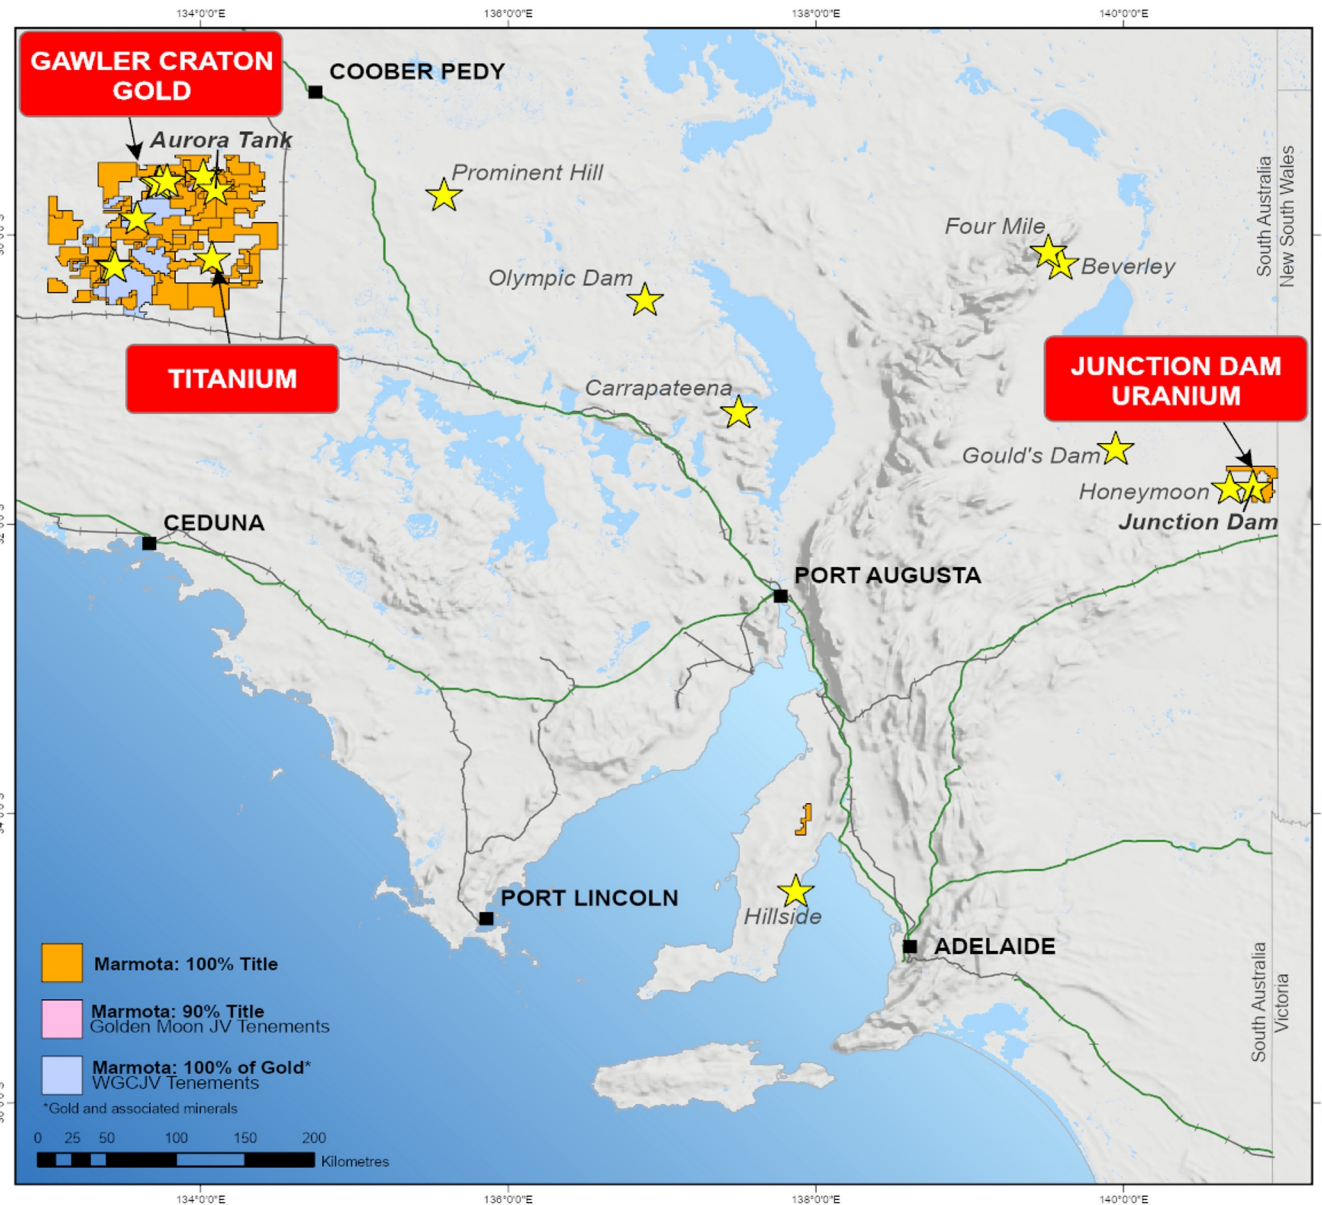 134°0'0"E 136°0'0"E 138°0'0"E 140°0'0"E
GAWLER CRATON
GOLD
COOBER PEDY
Aurora Tank
Prominent Hill
South Australia
New South Wales
Four Mile
Beverley
Olympic Dam
TITANIUM
JUNCTION DAM
URANIUM
Carrapateena
Gould's Dam
Honeymoon
Junction Dam
CEDUNA
PORT AUGUSTA
PORT LINCOLN
Hillside
ADELAIDE
South Australia
Victoria
Marmota: 100% Title
Marmota: 90% Title
Golden Moon JV Tenements
Marmota: 100% of Gold*
WGCJV Tenements
*Gold and associated minerals
0 25 50 100 150 200
Kilometres
134°0'0"E 136°0'0"E 138°0'0"E 140°0'0"E